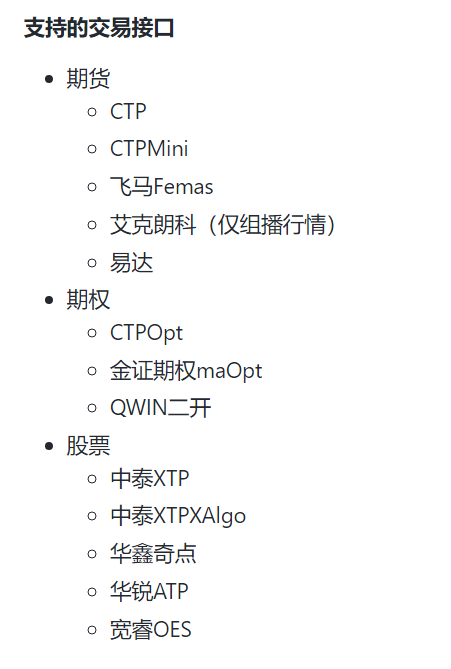 支持的交易接口
期货
CTP
CTPMini
飞马Femas
艾克朗科（仅组播行情）
易达
期权
CTPOpt
金证期权maOpt
QWIN二开
股票
中泰XTP
中泰XTPXAlgo
华鑫奇点
华锐ATP
宽睿OES